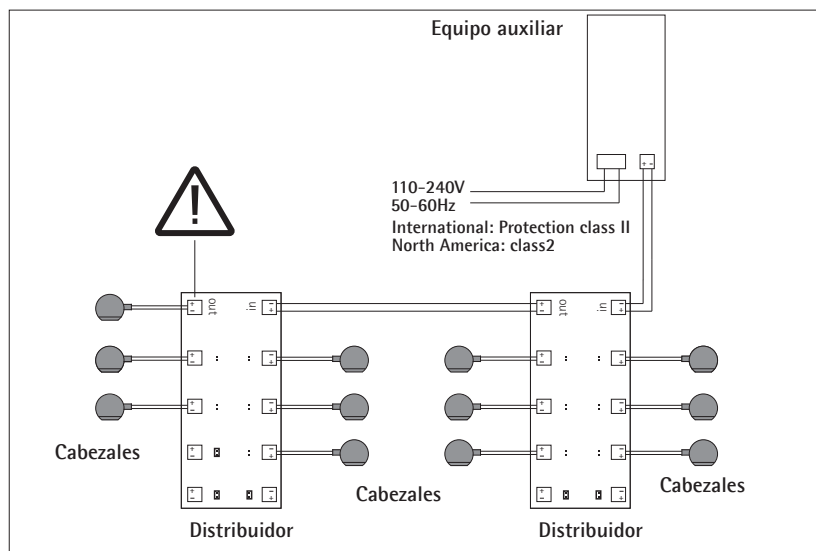 Equipo auxiliar
+ -
110-240V
50-60Hz
International: Protection class II
North America: class2
!
+ - out in - +
+ - out in - +
+ - - +
+ - - +
+ - - +
+ - - +
+ - - +
+ - - +
+ - - +
+ - - +
Cabezales
Cabezales
Cabezales
Distribuidor
Distribuidor